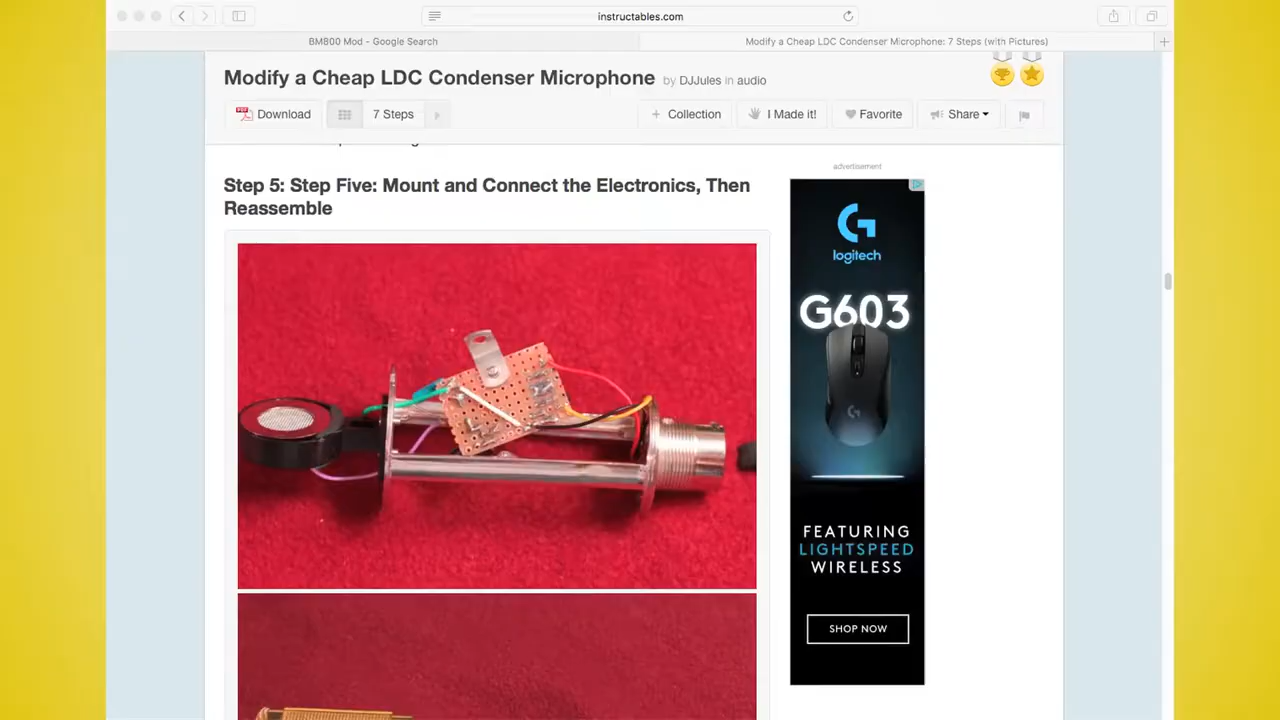 instructables.com
BM800 Mod - Google Search
Modify a Cheap LDC Condenser Microphone: 7 Steps (with Pictures)
Modify a Cheap LDC Condenser Microphone by DJJules in audio
PDF Download
7 Steps
+ Collection
I Made it!
Favorite
Share
advertisement
Step 5: Step Five: Mount and Connect the Electronics, Then
Reassemble
G
logitech
G603
FEATURING
LIGHTSPEED
WIRELESS
SHOP NOW